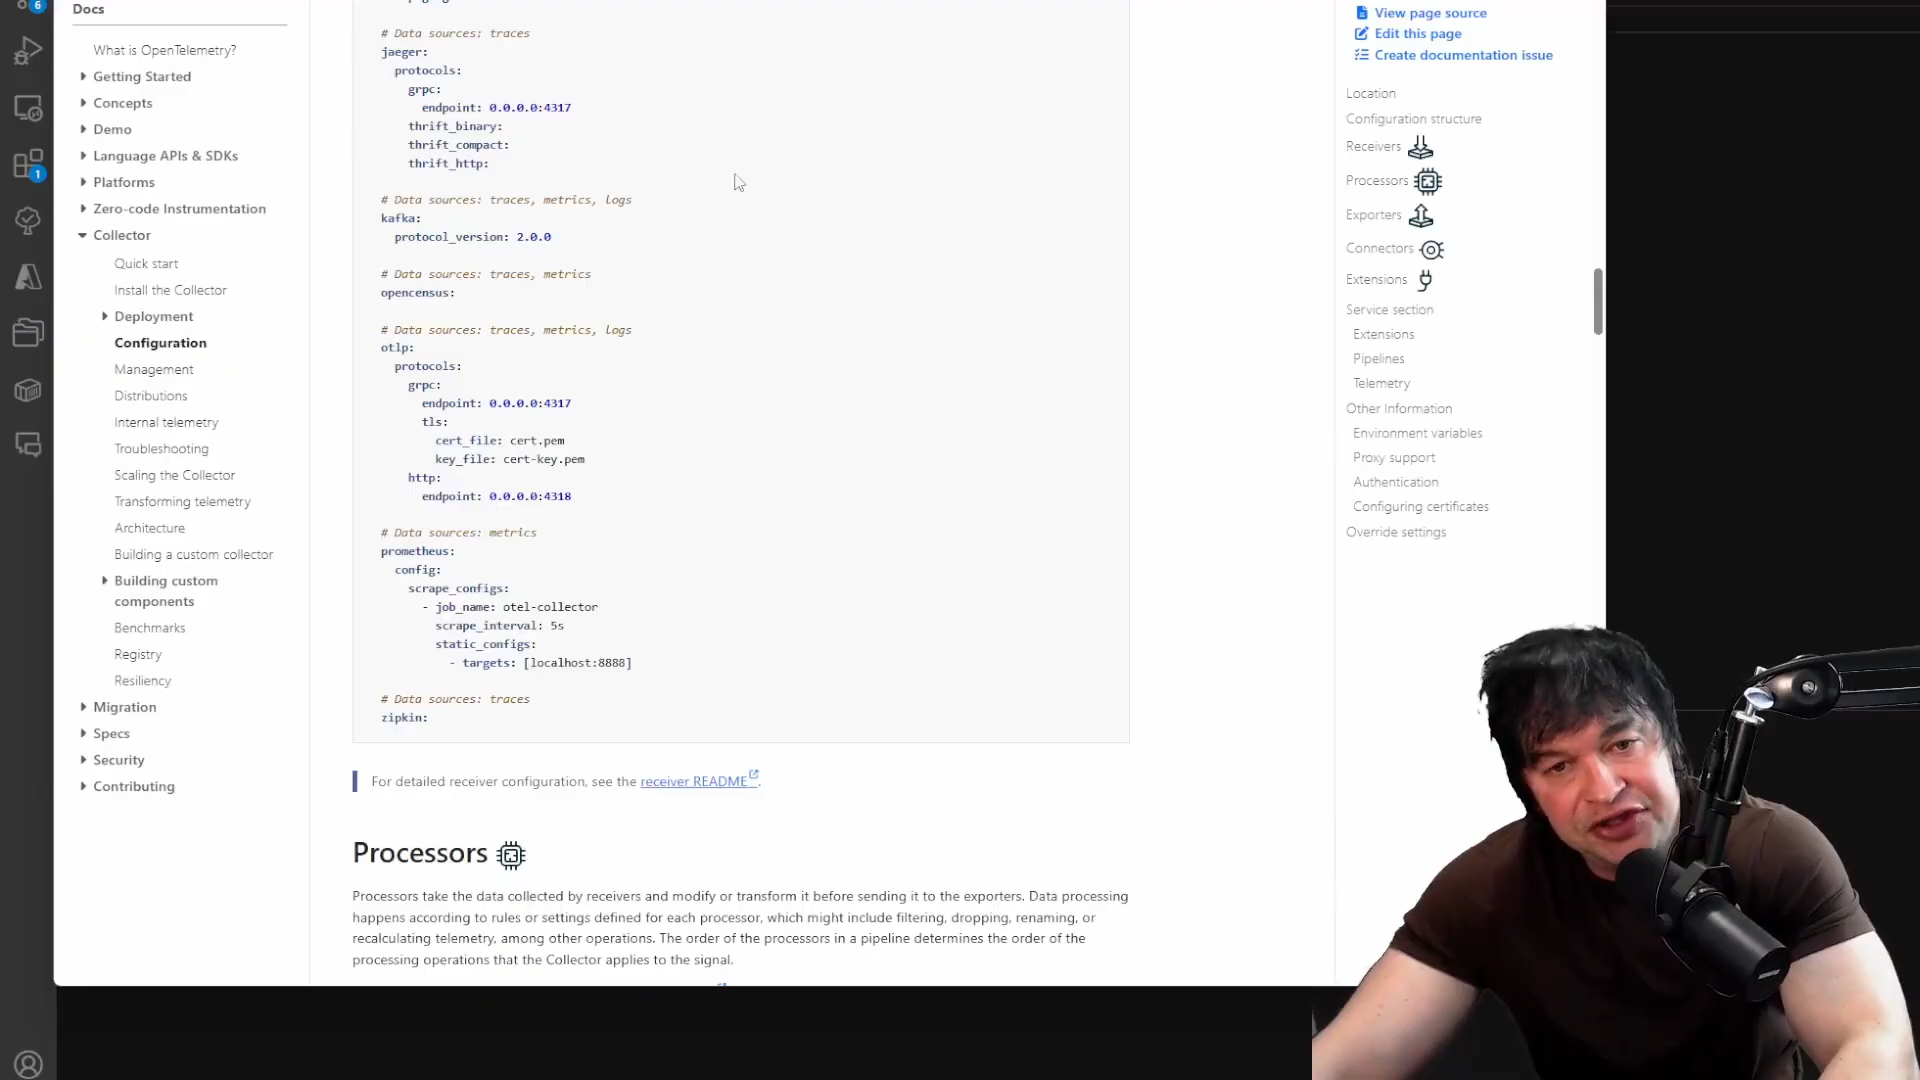 6
Docs
What is OpenTelemetry?
Getting Started
Concepts
Demo
Language APIs & SDKs
Platforms
Zero-code Instrumentation
Collector
Quick start
Install the Collector
Deployment
Configuration
Management
Distributions
Internal telemetry
Troubleshooting
Scaling the Collector
Transforming telemetry
Architecture
Building a custom collector
Building custom
components
Benchmarks
Registry
Resiliency
Migration
Specs
Security
Contributing
1
# Data sources: traces
jaeger:
protocols:
grpc:
endpoint: 0.0.0.0:4317
thrift_binary:
thrift_compact:
thrift_http:
# Data sources: traces, metrics, logs
kafka:
protocol_version: 2.0.0
# Data sources: traces, metrics
opencensus:
# Data sources: traces, metrics, logs
otlp:
protocols:
grpc:
endpoint: 0.0.0.0:4317
tls:
cert_file: cert.pem
key_file: cert-key.pem
http:
endpoint: 0.0.0.0:4318
# Data sources: metrics
prometheus:
config:
scrape_configs:
- job_name: otel-collector
scrape_interval: 5s
static_configs:
- targets: [localhost:8888]
# Data sources: traces
zipkin:
For detailed receiver configuration, see the receiver README.
Processors
Processors take the data collected by receivers and modify or transform it before sending it to the exporters. Data processing
happens according to rules or settings defined for each processor, which might include filtering, dropping, renaming, or
recalculating telemetry, among other operations. The order of the processors in a pipeline determines the order of the
processing operations that the Collector applies to the signal.
View page source
Edit this page
Create documentation issue
Location
Configuration structure
Receivers
Processors
Exporters
Connectors
Extensions
Service section
Extensions
Pipelines
Telemetry
Other Information
Environment variables
Proxy support
Authentication
Configuring certificates
Override settings